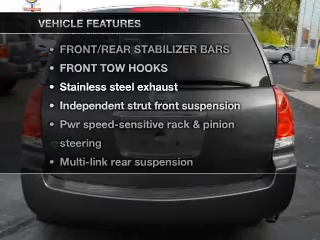 VEHICLE FEATURES
• FRONT/REAR STABILIZER BARS
• FRONT TOW HOOKS
• Stainless steel exhaust
• Independent strut front suspension
• Pwr speed-sensitive rack & pinion
steering
• Multi-link rear suspension